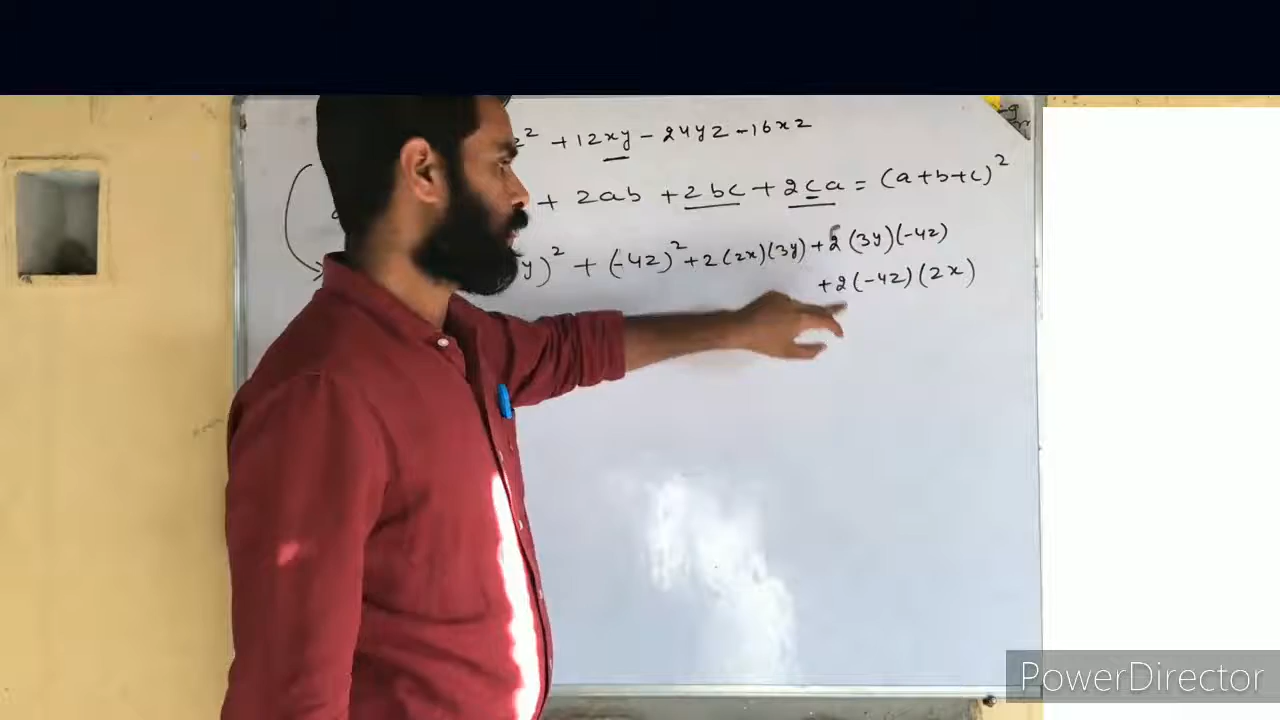 z² + 12xy - 24yz - 16xz
+ 2ab + 2bc + 2ca = (a+b+c)²
y)² + (-4z)² + 2(2x)(3y) + 2(3y)(-4z)
+ 2(-4z)(2x)
PowerDirector